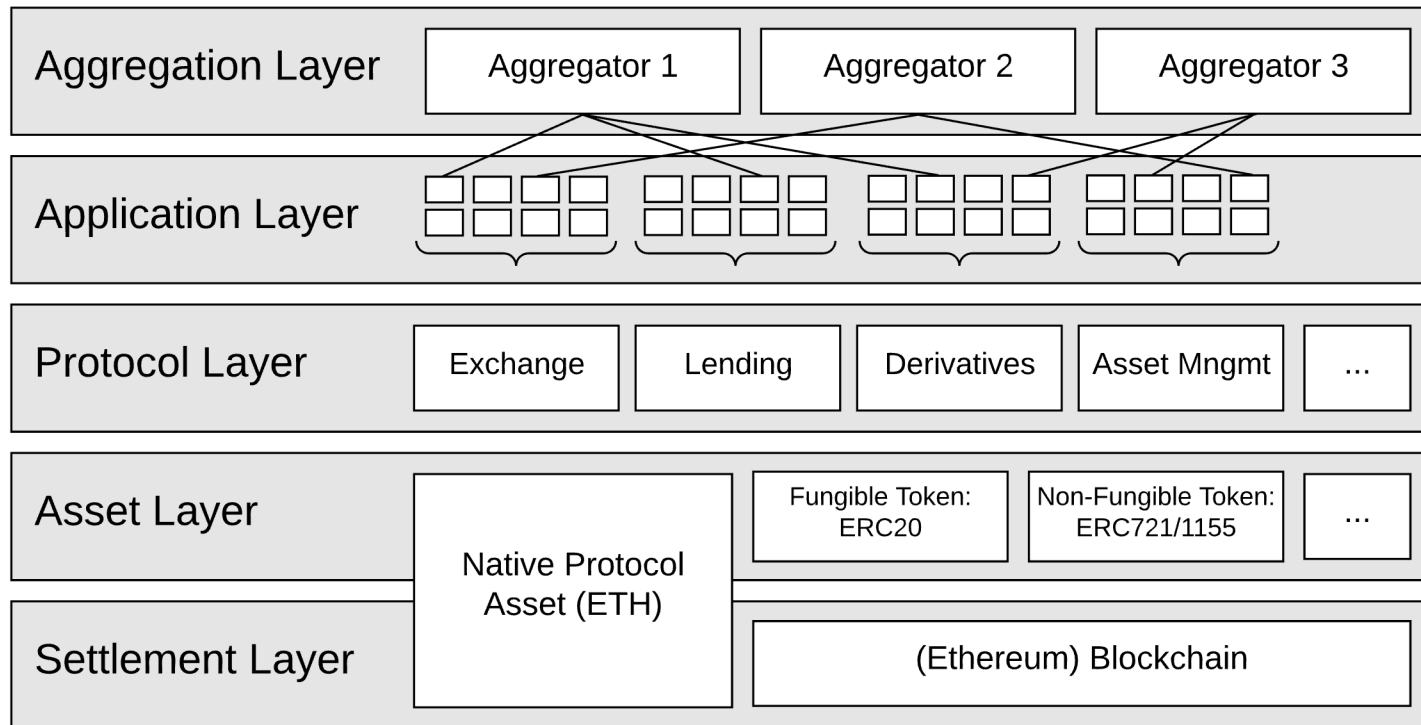 Aggregation Layer
Aggregator 1
Aggregator 2
Aggregator 3
Application Layer
Protocol Layer
Exchange
Lending
Derivatives
Asset Mngmt
...
Asset Layer
Native Protocol
Asset (ETH)
Fungible Token:
ERC20
Non-Fungible Token:
ERC721/1155
...
Settlement Layer
(Ethereum) Blockchain